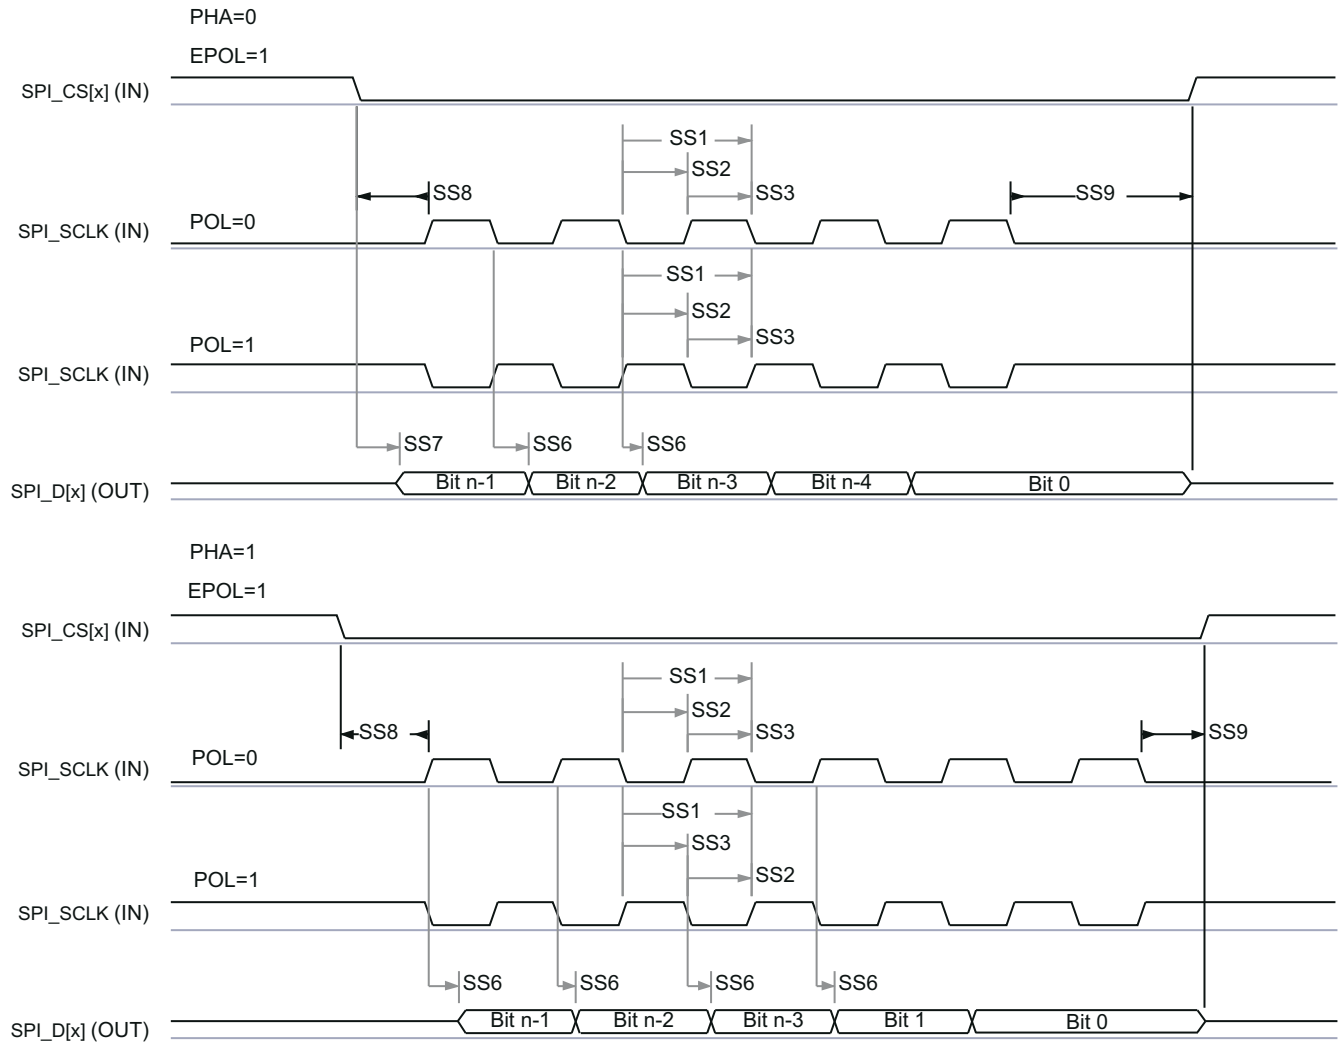 PHA=0
EPOL=1
SPI_CS[x] (IN)
SS1
SS2
SS8
SS3
SS9
POL=0
SPI_SCLK (IN)
SS1
SS2
SS3
POL=1
SPI_SCLK (IN)
SS7
SS6
SS6
SPI_D[x] (OUT)
Bit n-1
Bit n-2
Bit n-3
Bit n-4
Bit 0
PHA=1
EPOL=1
SPI_CS[x] (IN)
SS1
SS2
SS8
SS3
SS9
POL=0
SPI_SCLK (IN)
SS1
SS3
SS2
POL=1
SPI_SCLK (IN)
SS6
SS6
SS6
SS6
SPI_D[x] (OUT)
Bit n-1
Bit n-2
Bit n-3
Bit 1
Bit 0